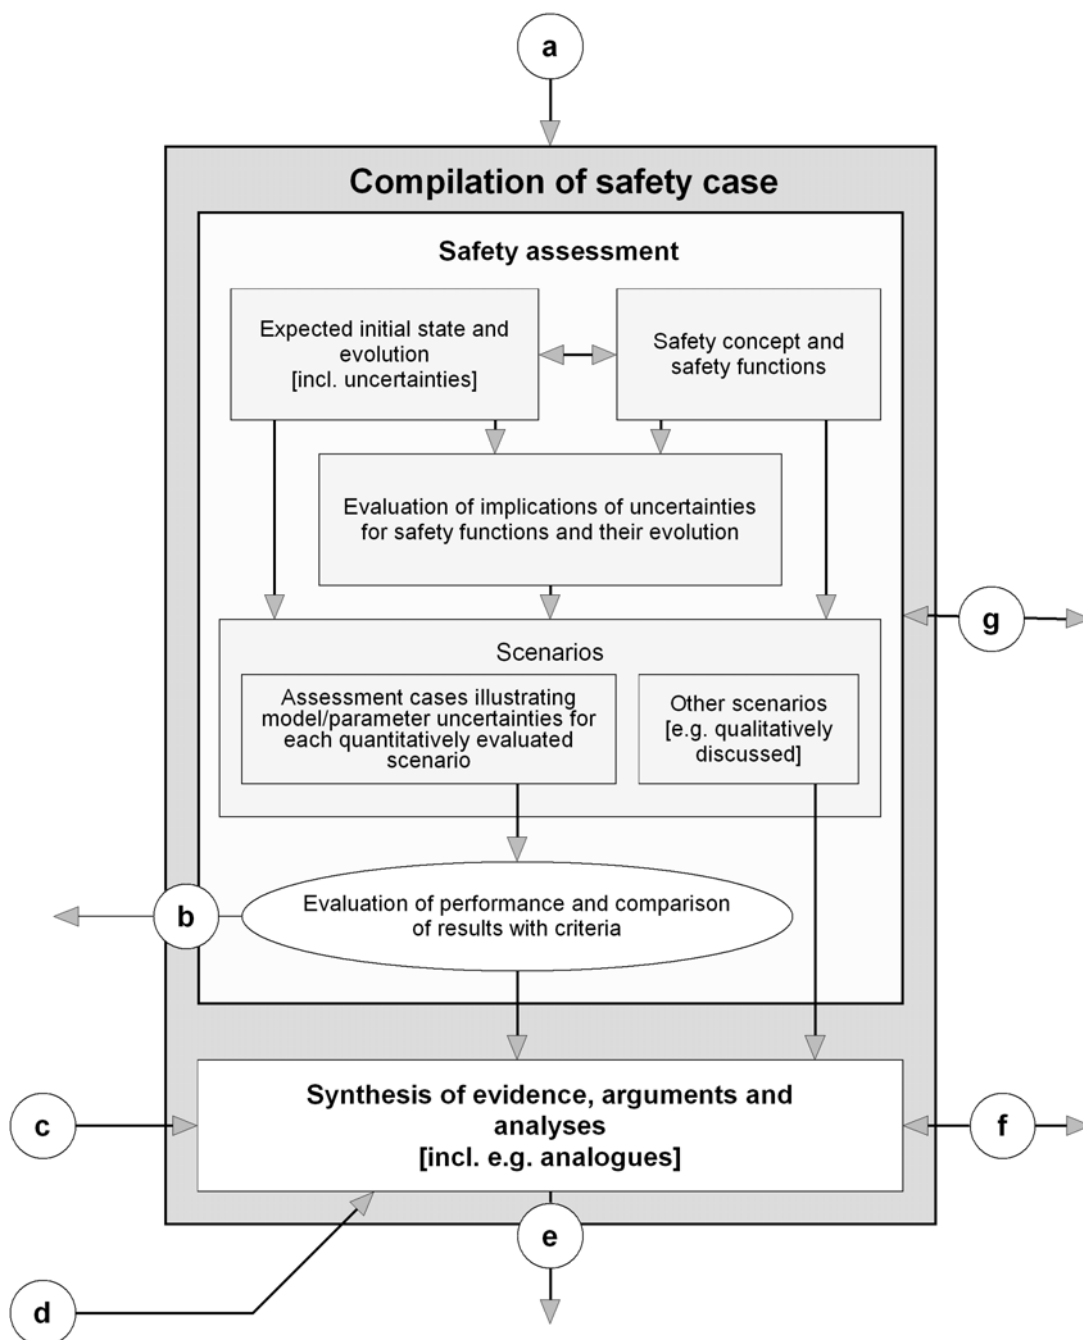 a
Compilation of safety case
Safety assessment
Expected initial state and
evolution
[incl. uncertainties]
Safety concept and
safety functions
Evaluation of implications of uncertainties
for safety functions and their evolution
g
Scenarios
Assessment cases illustrating
model/parameter uncertainties for
each quantitatively evaluated
scenario
Other scenarios
[e.g. qualitatively
discussed]
b
Evaluation of performance and comparison
of results with criteria
c
Synthesis of evidence, arguments and
analyses
[incl. e.g. analogues]
f
e
d